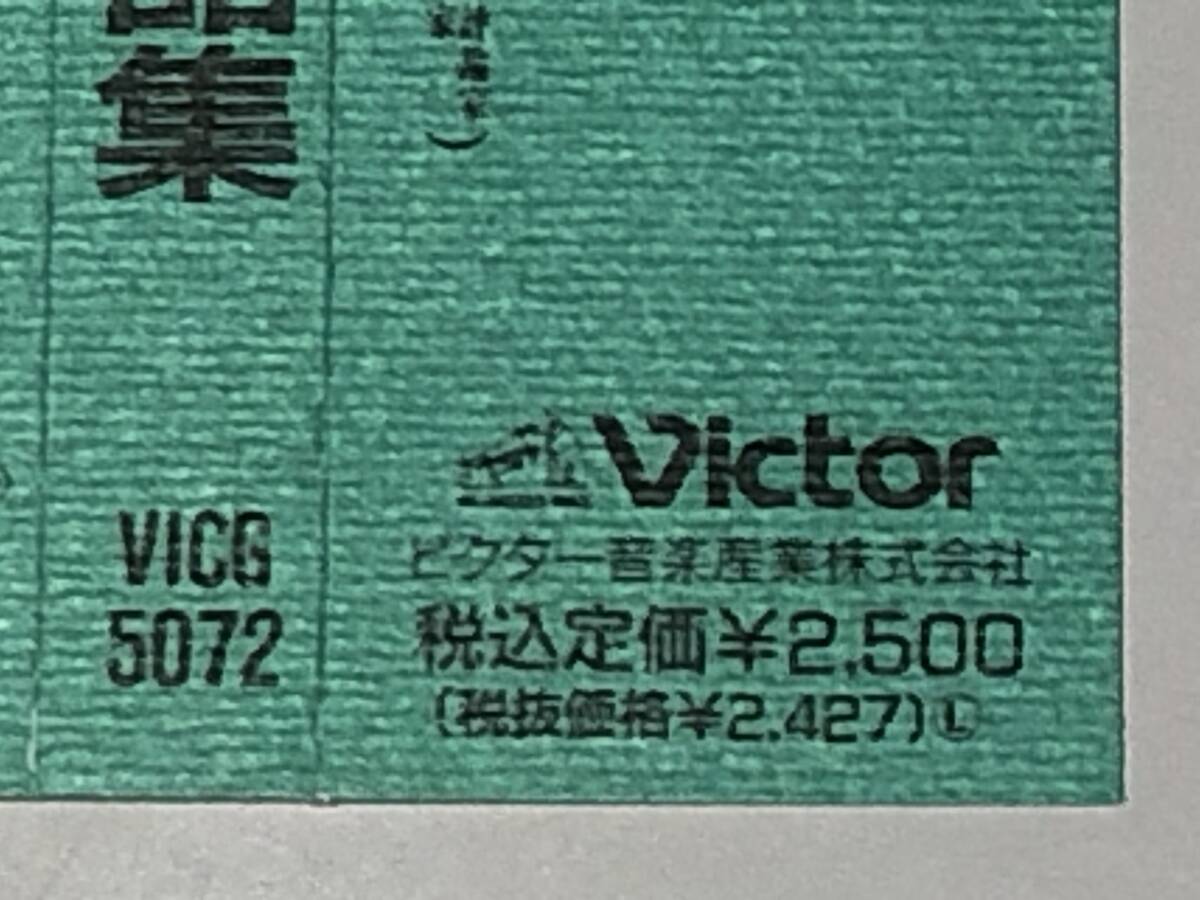 品集
)
VICG
5072
Victor
ビクター音楽産業株式会社
税込定価¥2,500
(税抜価格¥2,427)Ⓛ